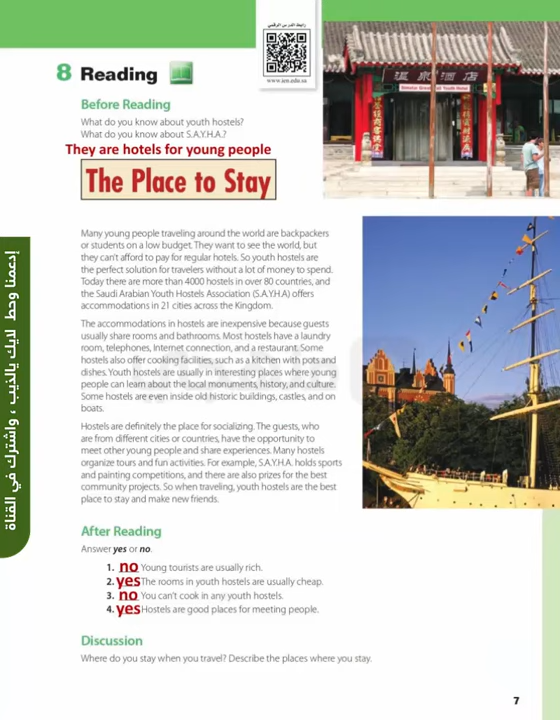 رابطة الدرس الرقمي
www.ien.edu.sa
8 Reading
Before Reading
What do you know about youth hostels?
What do you know about S.A.Y.H.A.?
They are hotels for young people
The Place to Stay
溫泉酒店
Many young people traveling around the world are backpackers
or students on a low budget. They want to see the world, but
they can't afford to pay for regular hotels. So youth hostels are
the perfect solution for travelers without a lot of money to spend.
Today there are more than 4000 hostels in over 80 countries, and
the Saudi Arabian Youth Hostels Association (S.A.Y.H.A) offers
accommodations in 21 cities across the Kingdom.
The accommodations in hostels are inexpensive because guests
usually share rooms and bathrooms. Most hostels have a laundry
room, telephones, Internet connection, and a restaurant. Some
hostels also offer cooking facilities, such as a kitchen with pots and
dishes. Youth hostels are usually in interesting places where young
people can learn about the local monuments, history, and culture.
Some hostels are even inside old historic buildings, castles, and on
boats.
Hostels are definitely the place for socializing. The guests, who
are from different cities or countries, have the opportunity to
meet other young people and share experiences. Many hostels
organize tours and fun activities. For example, S.A.Y.H.A. holds sports
and painting competitions, and there are also prizes for the best
community projects. So when traveling, youth hostels are the best
place to stay and make new friends.
After Reading
Answer yes or no.
1. no Young tourists are usually rich.
2. yes The rooms in youth hostels are usually cheap.
3. no You can't cook in any youth hostels.
4. yes Hostels are good places for meeting people.
Discussion
Where do you stay when you travel? Describe the places where you stay.
7
إدعمنا وحط لايك يالذيب ، واشترك في القناة